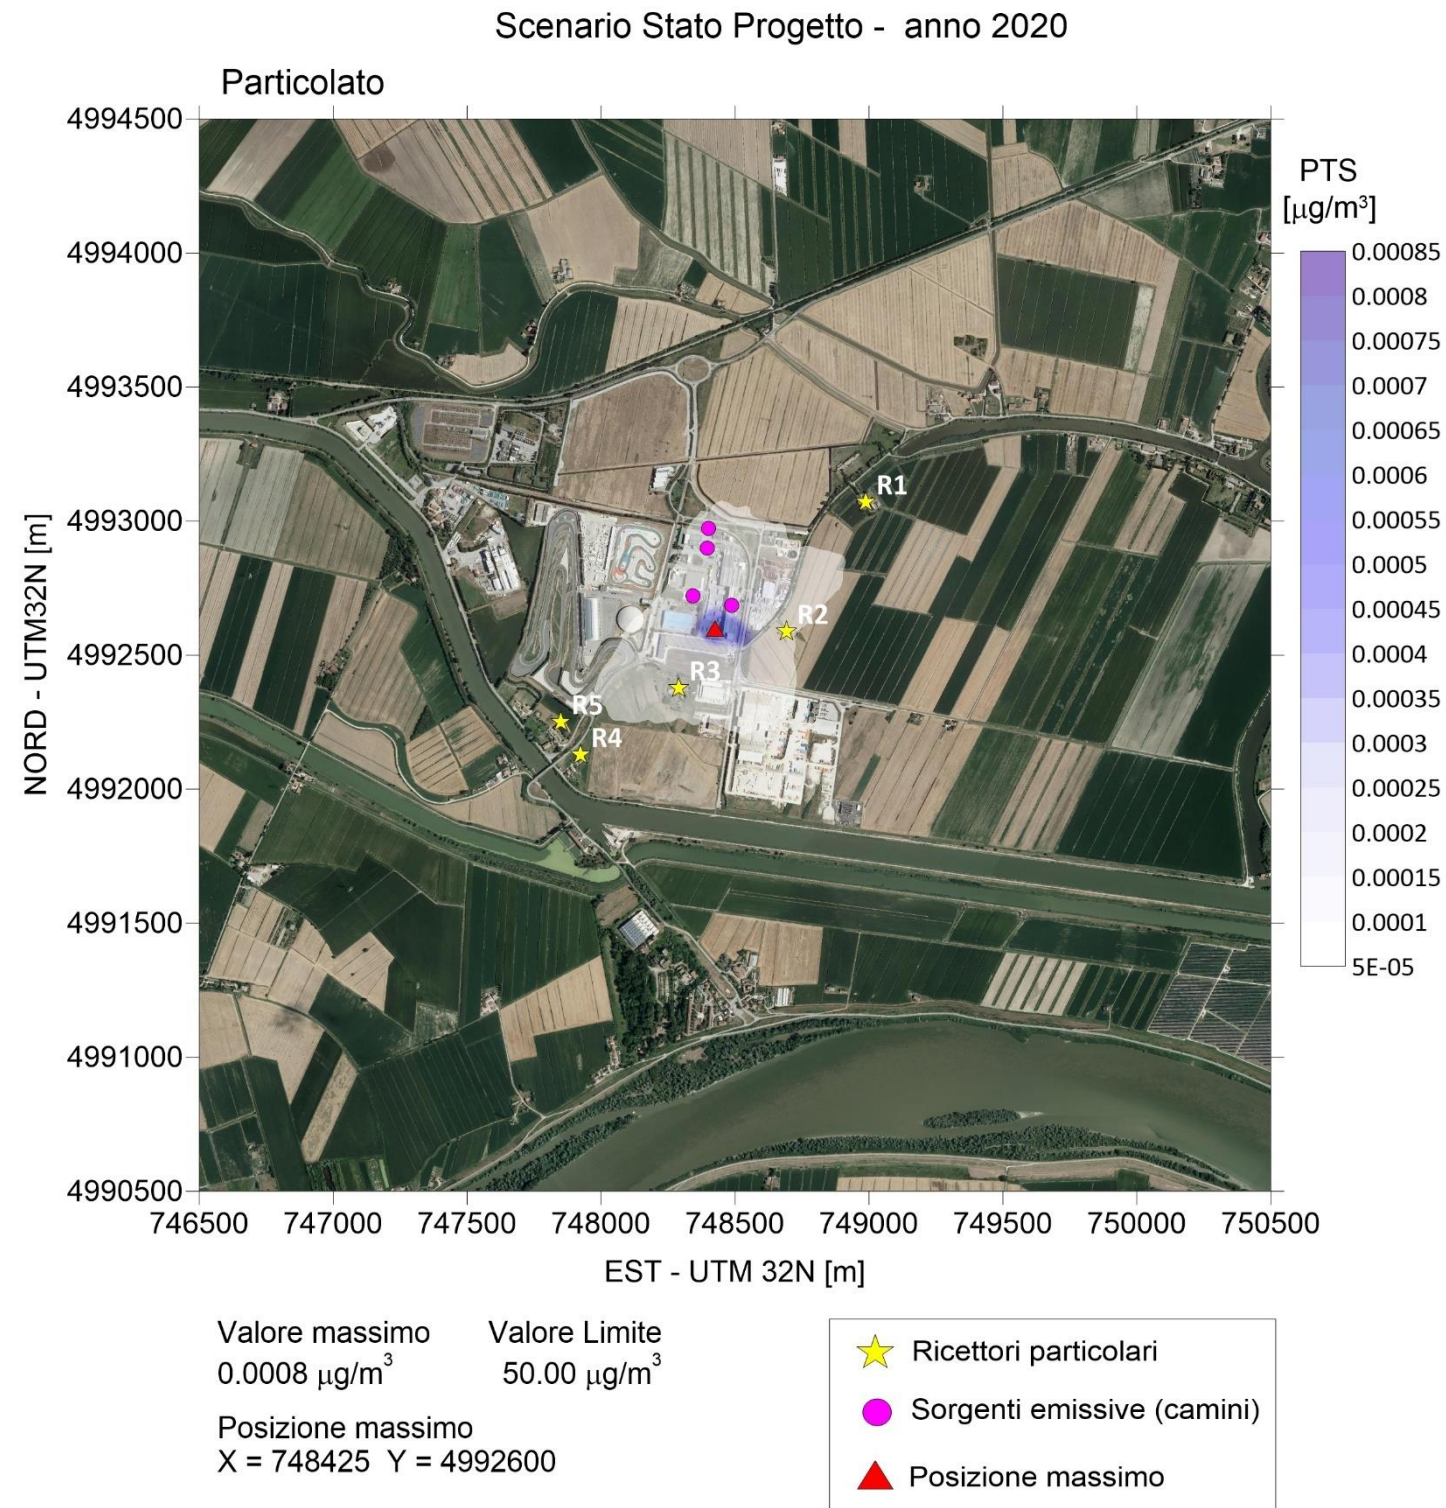 Scenario Stato Progetto - anno 2020
Particolato
4994500
4994000
4993500
4993000
4992500
4992000
4991500
4991000
4990500
NORD - UTM32N [m]
746500 747000 747500 748000 748500 749000 749500 750000 750500
EST - UTM 32N [m]
R1
R2
R3
R5
R4
PTS
[μg/m³]
0.00085
0.0008
0.00075
0.0007
0.00065
0.0006
0.00055
0.0005
0.00045
0.0004
0.00035
0.0003
0.00025
0.0002
0.00015
0.0001
5E-05
Valore massimo Valore Limite
0.0008 μg/m³ 50.00 μg/m³
Posizione massimo
X = 748425 Y = 4992600
Ricettori particolari
Sorgenti emissive (camini)
Posizione massimo